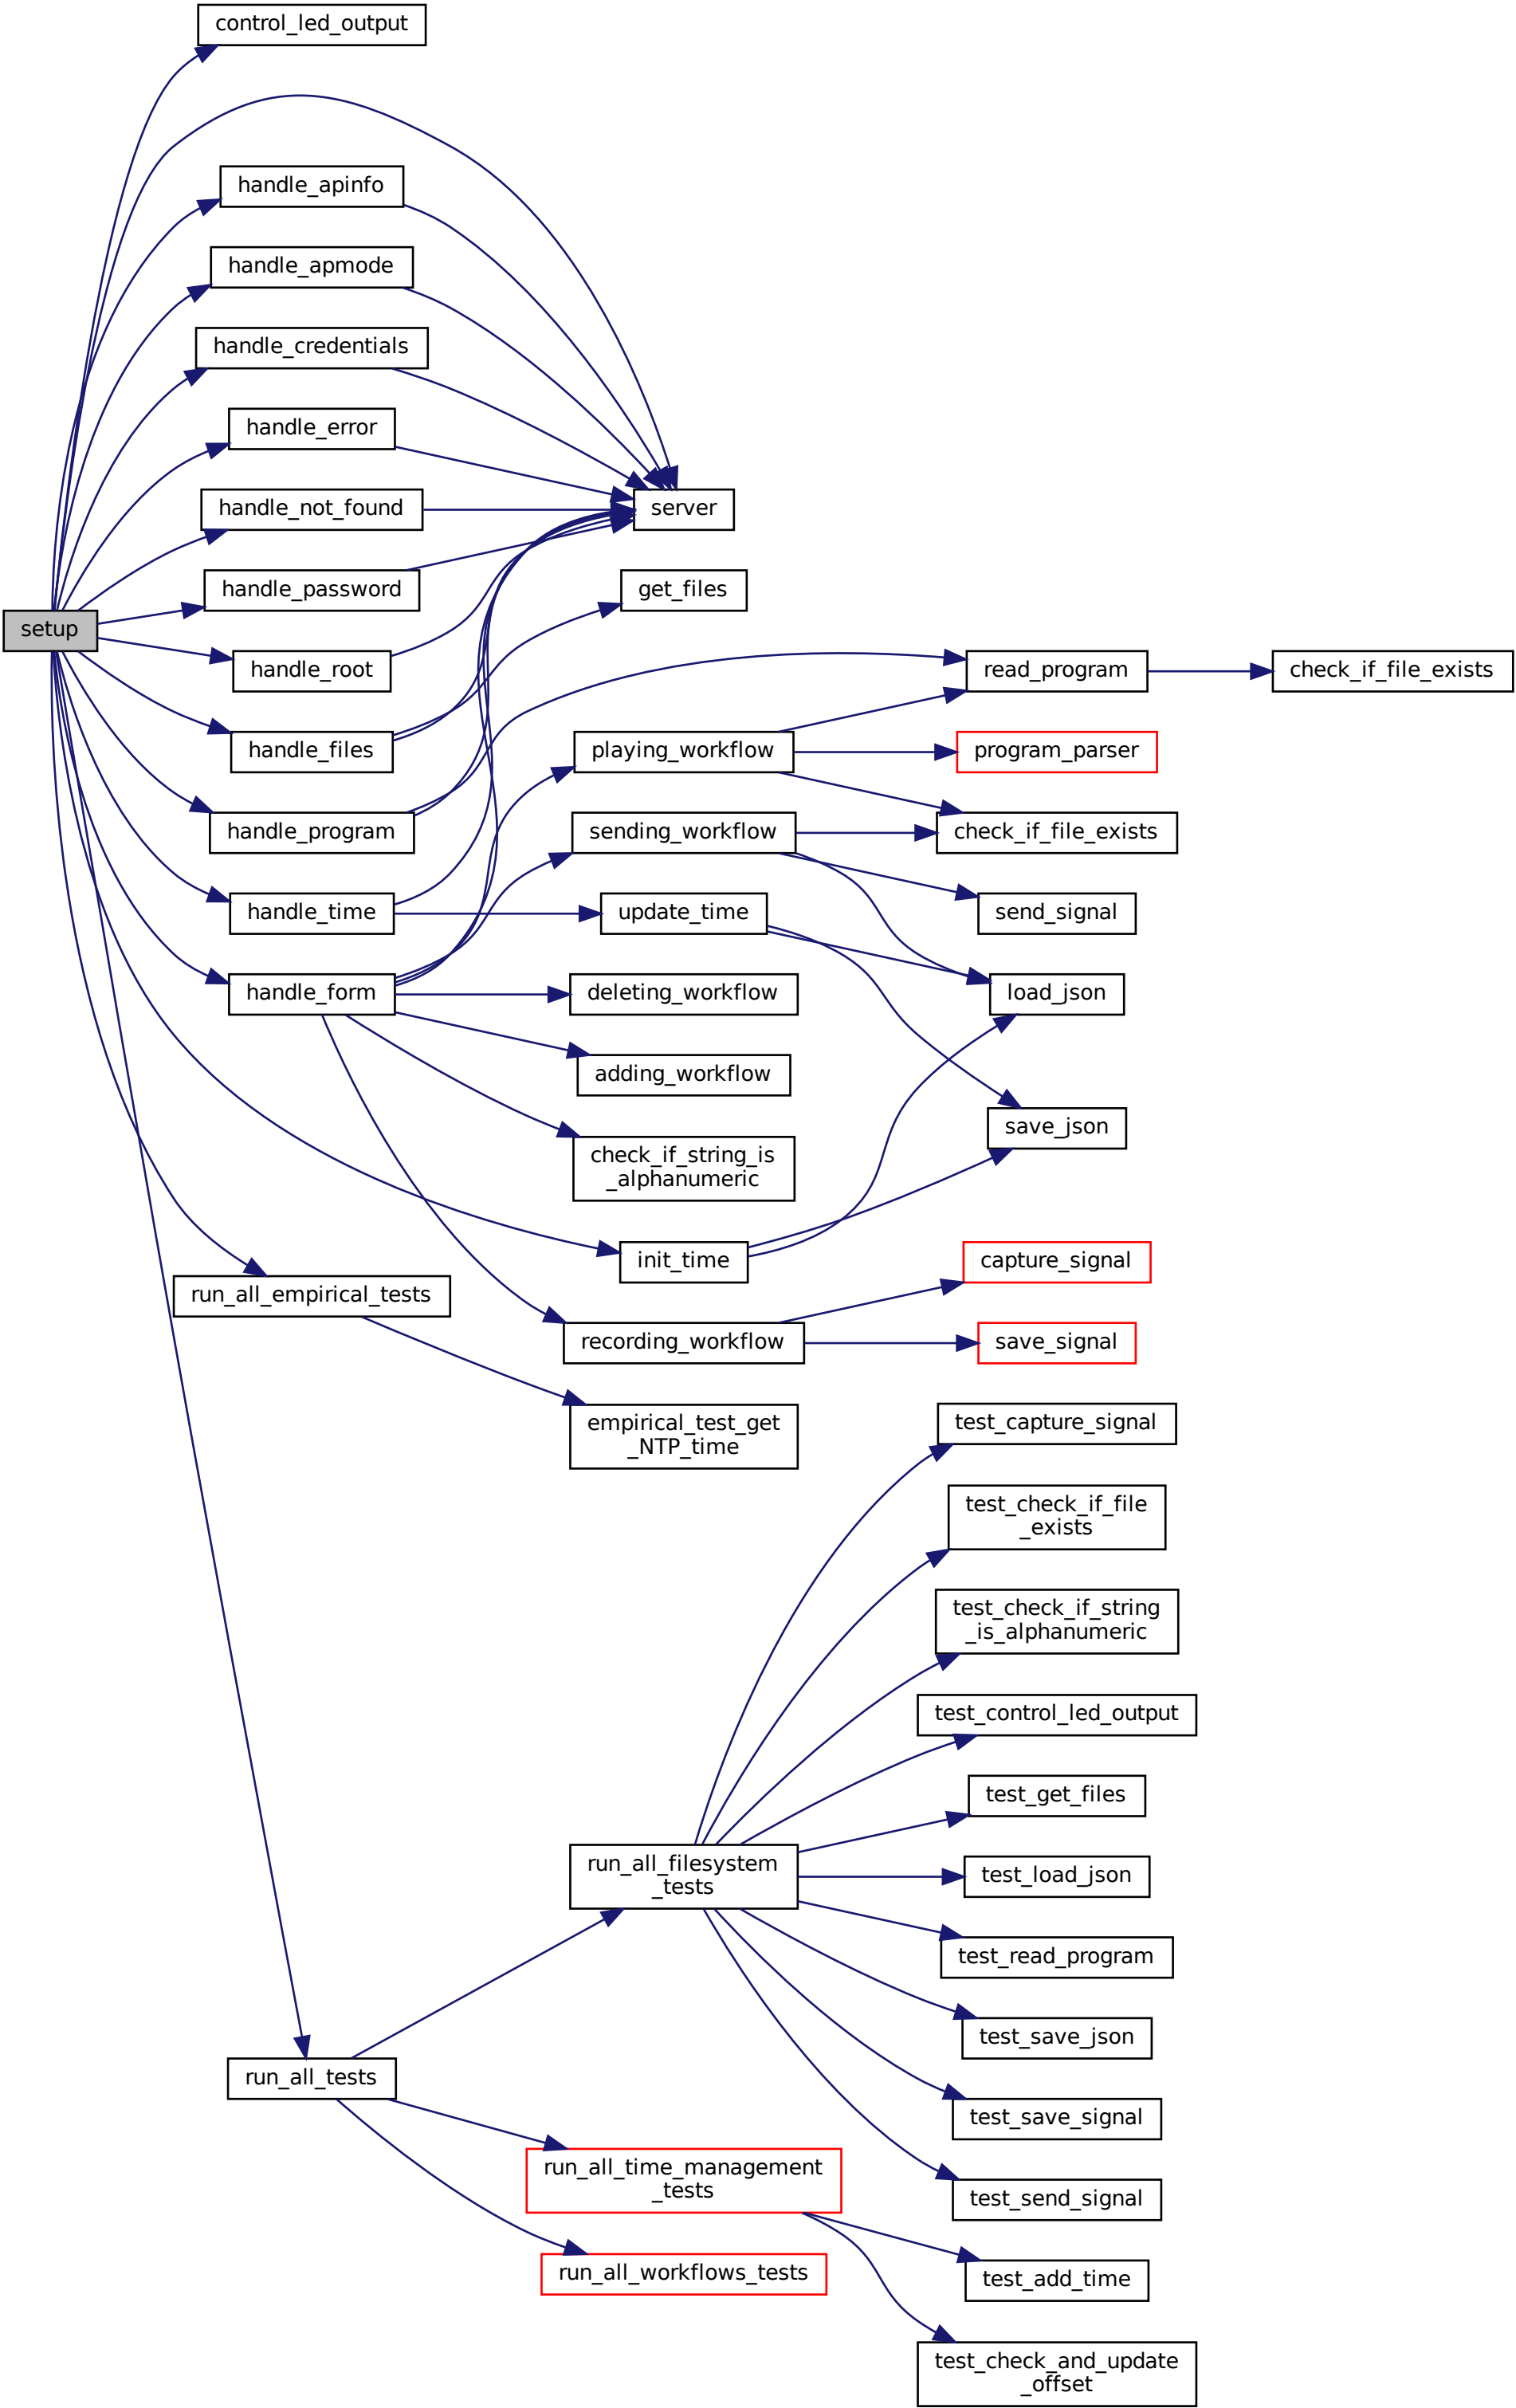 control_led_output
handle_apinfo
handle_apmode
handle_credentials
handle_error
handle_not_found
server
handle_password
get_files
setup
handle_root
read_program
check_if_file_exists
handle_files
playing_workflow
program_parser
handle_program
sending_workflow
check_if_file_exists
handle_time
update_time
send_signal
handle_form
deleting_workflow
load_json
adding_workflow
save_json
check_if_string_is
_alphanumeric
init_time
capture_signal
run_all_empirical_tests
recording_workflow
save_signal
empirical_test_get
_NTP_time
test_capture_signal
test_check_if_file
_exists
test_check_if_string
_is_alphanumeric
test_control_led_output
test_get_files
run_all_filesystem
_tests
test_load_json
test_read_program
test_save_json
run_all_tests
test_save_signal
run_all_time_management
_tests
test_send_signal
run_all_workflows_tests
test_add_time
test_check_and_update
_offset